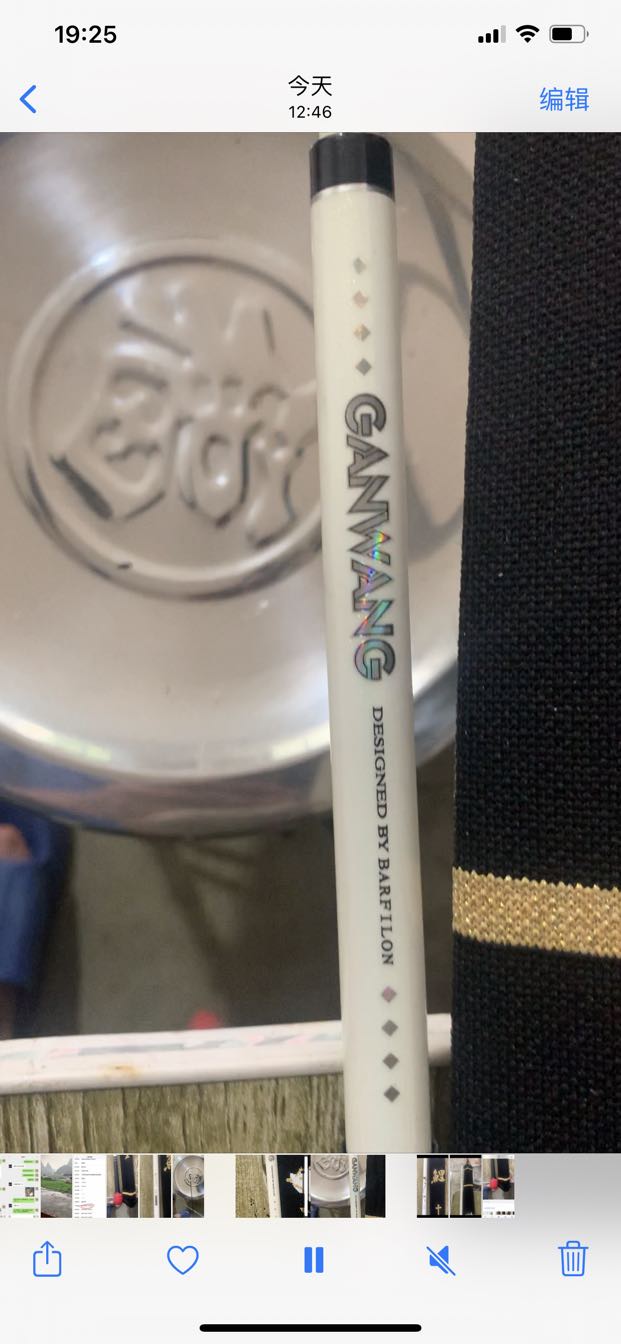 19:25
今天
12:46
编辑
GANWANG
DESIGNED BY BARFILON